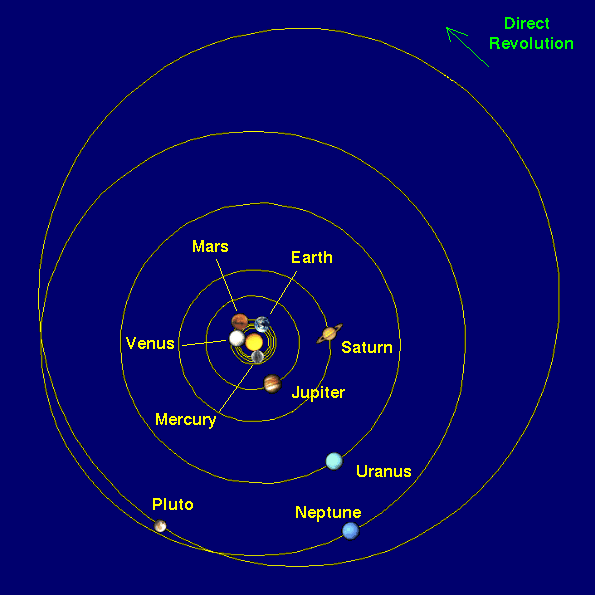 Direct
Revolution
Mars
Earth
Venus
Saturn
Jupiter
Mercury
Uranus
Pluto
Neptune